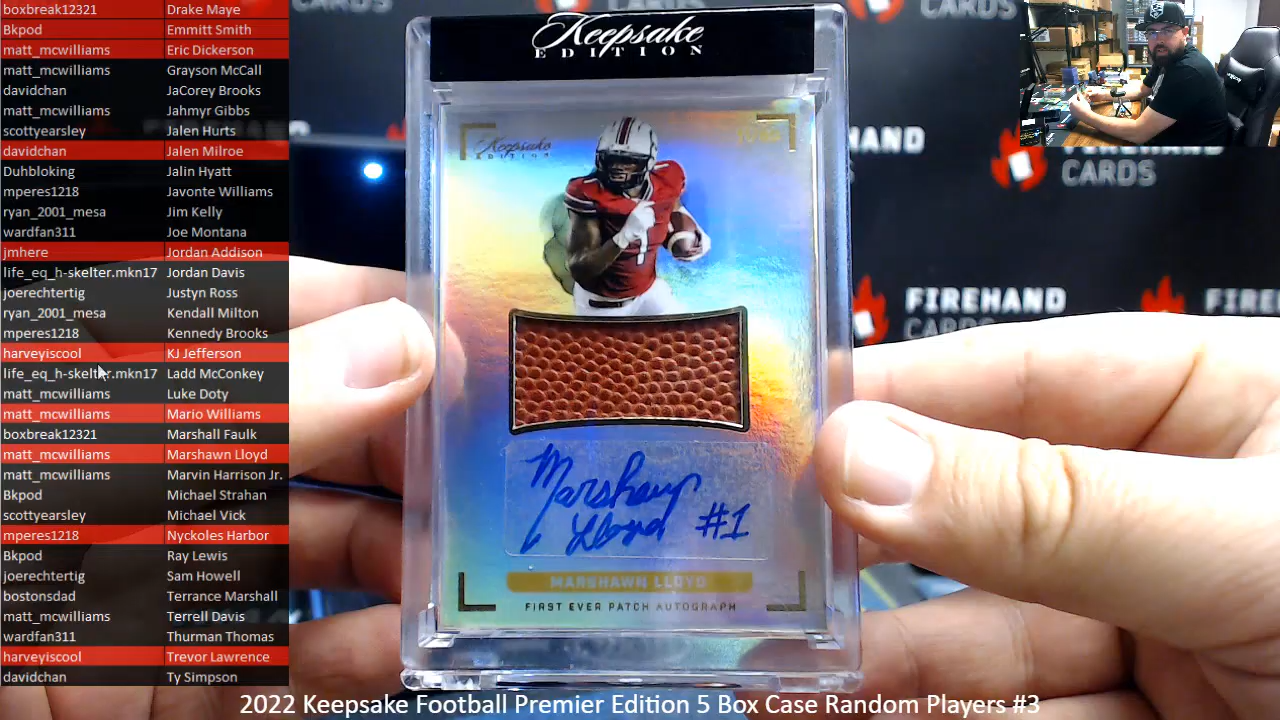 boxbreak12321 Drake Maye
Bkpod Emmitt Smith
matt_mcwilliams Eric Dickerson
matt_mcwilliams Grayson McCall
davidchan JaCorey Brooks
matt_mcwilliams Jahmyr Gibbs
scottyearsley Jalen Hurts
davidchan Jalen Milroe
Duhbloking Jalin Hyatt
mperes1218 Javonte Williams
ryan_2001_mesa Jim Kelly
wardfan311 Joe Montana
jmhere Jordan Addison
life_eq_h-skelter.mkn17 Jordan Davis
joerechtertig Justyn Ross
ryan_2001_mesa Kendall Milton
mperes1218 Kennedy Brooks
harveyiscool KJ Jefferson
life_eq_h-skelter.mkn17 Ladd McConkey
matt_mcwilliams Luke Doty
matt_mcwilliams Mario Williams
boxbreak12321 Marshall Faulk
matt_mcwilliams Marshawn Lloyd
matt_mcwilliams Marvin Harrison Jr.
Bkpod Michael Strahan
scottyearsley Michael Vick
mperes1218 Nyckoles Harbor
Bkpod Ray Lewis
joerechtertig Sam Howell
bostonsdad Terrance Marshall
matt_mcwilliams Terrell Davis
wardfan311 Thurman Thomas
harveyiscool Trevor Lawrence
davidchan Ty Simpson
Keepsake
EDITION
Keepsake
EDITION
1
Marshawn
Lloyd #1
MARSHAWN LLOYD
FIRST EVER PATCH AUTOGRAPH
CARDS
CARDS
FIREHAND
CARDS
FIREHAND
CARDS
FIREH
2022 Keepsake Football Premier Edition 5 Box Case Random Players #3